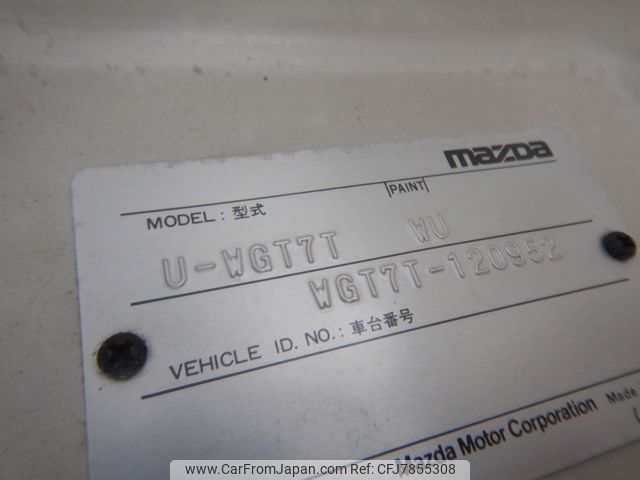 mazda
PAINT
MODEL: 型式
U-WGT7T WU
WGT7T-120952
VEHICLE ID. NO.: 車台番号
Mazda Motor Corporation Made
www.CarFromJapan.com ID:CFJ7855308